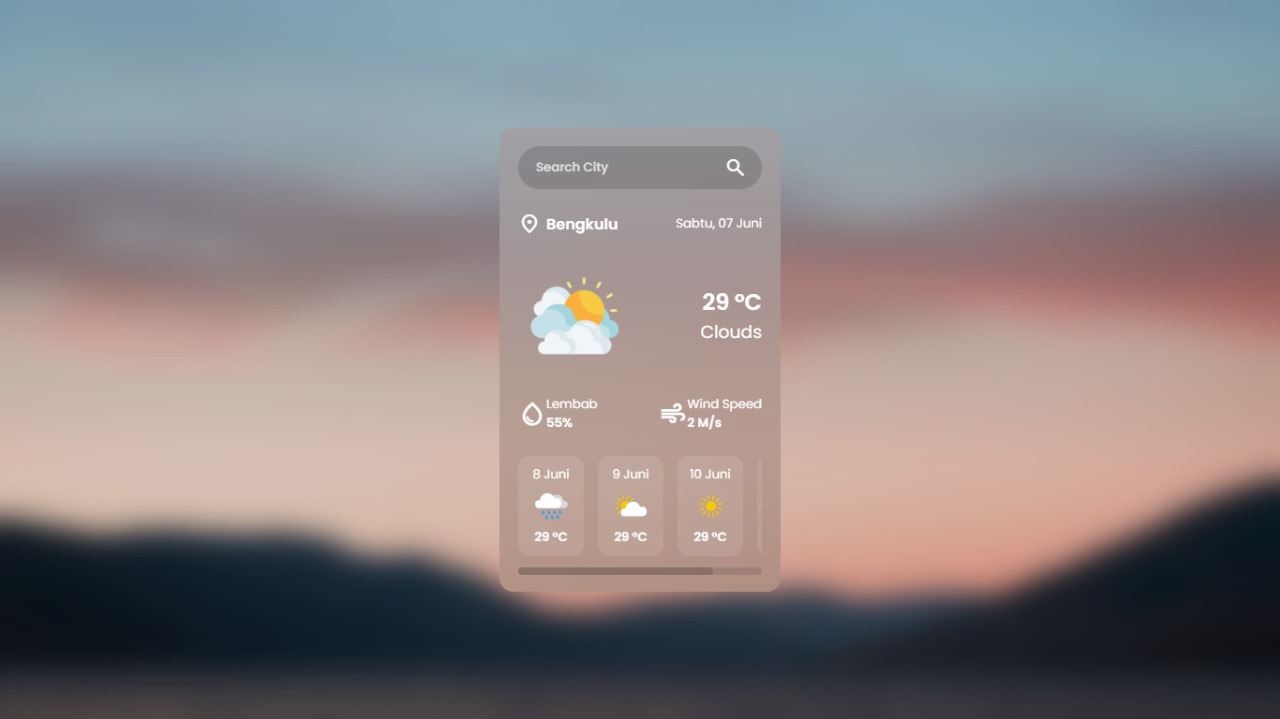 Search City
Bengkulu
Sabtu, 07 Juni
29 °C
Clouds
Lembab
55%
Wind Speed
2 M/s
8 Juni
29 °C
9 Juni
29 °C
10 Juni
29 °C